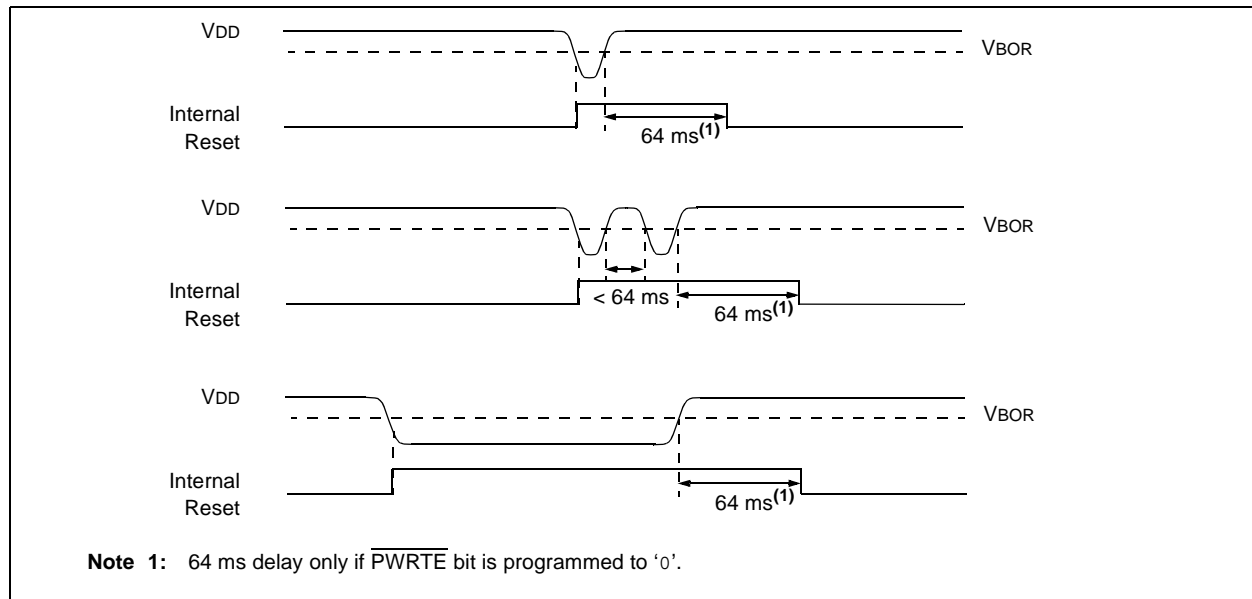 VDD
VBOR
Internal
Reset
64 ms(1)
VDD
VBOR
Internal
Reset
< 64 ms
64 ms(1)
VDD
VBOR
Internal
Reset
64 ms(1)
Note 1: 64 ms delay only if P̅W̅R̅T̅E̅ bit is programmed to ‘0’.